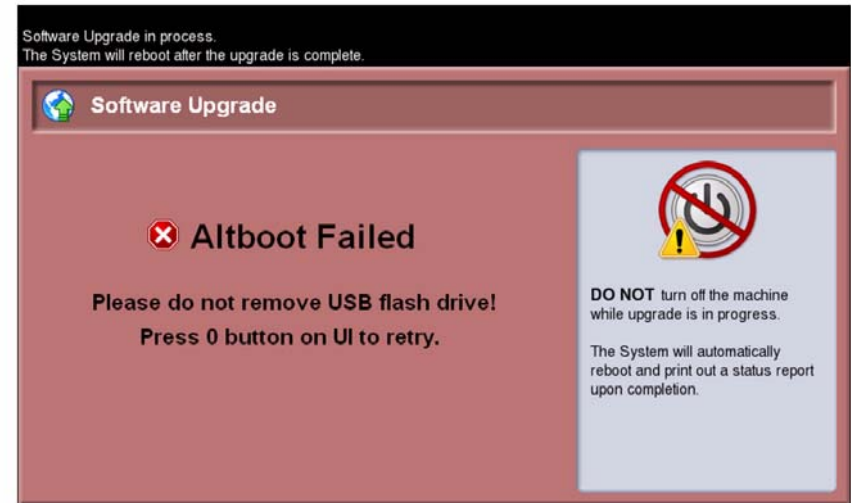 Software Upgrade in process.
The System will reboot after the upgrade is complete.
Software Upgrade
Altboot Failed
Please do not remove USB flash drive!
Press 0 button on UI to retry.
DO NOT turn off the machine
while upgrade is in progress.
The System will automatically
reboot and print out a status report
upon completion.